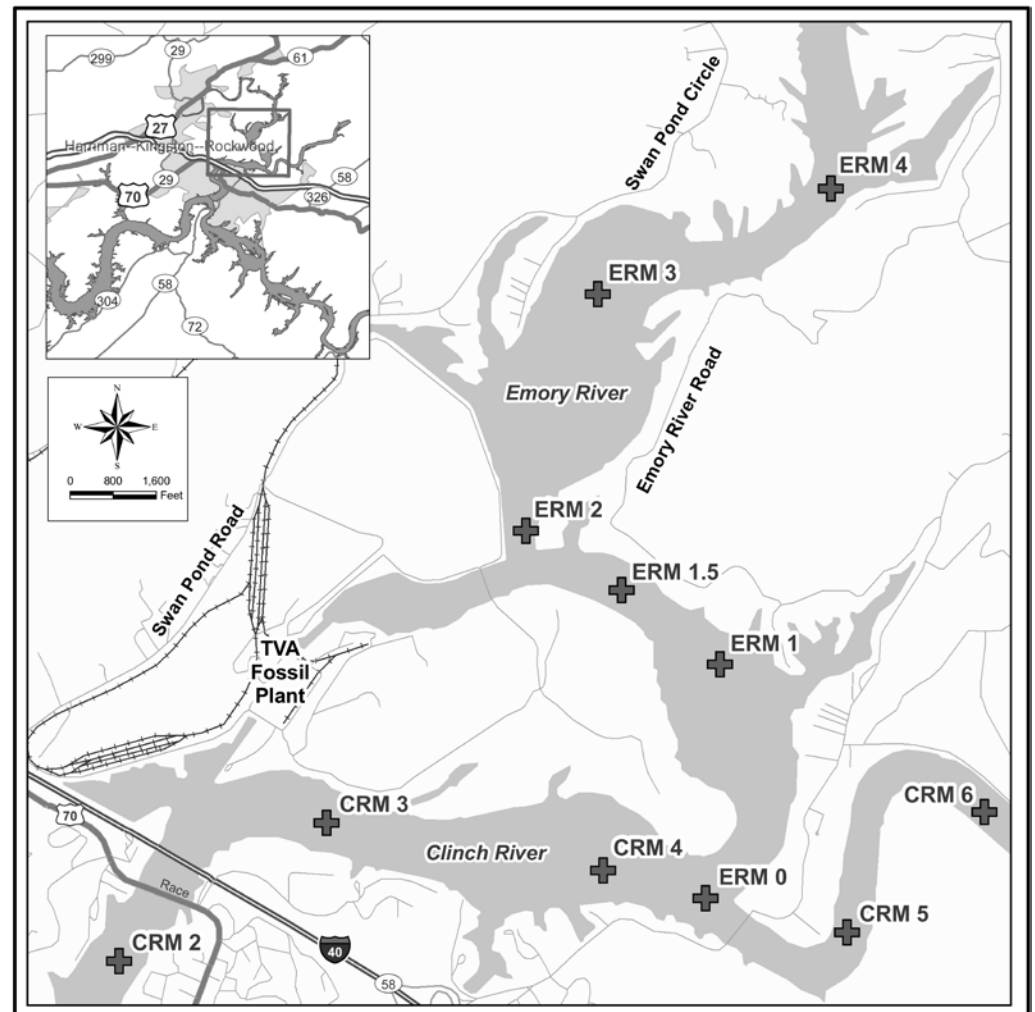 299
29
61
27
Harriman--Kingston--Rockwood
70
29
58
326
304
58
72
N
W
E
S
0 800 1,600
Feet
Swan Pond Circle
ERM 4
ERM 3
Emory River
Emory River Road
ERM 2
Swan Pond Road
ERM 1.5
TVA
Fossil
Plant
ERM 1
CRM 3
CRM 6
70
Clinch River
CRM 4
ERM 0
Race
CRM 5
CRM 2
40
58